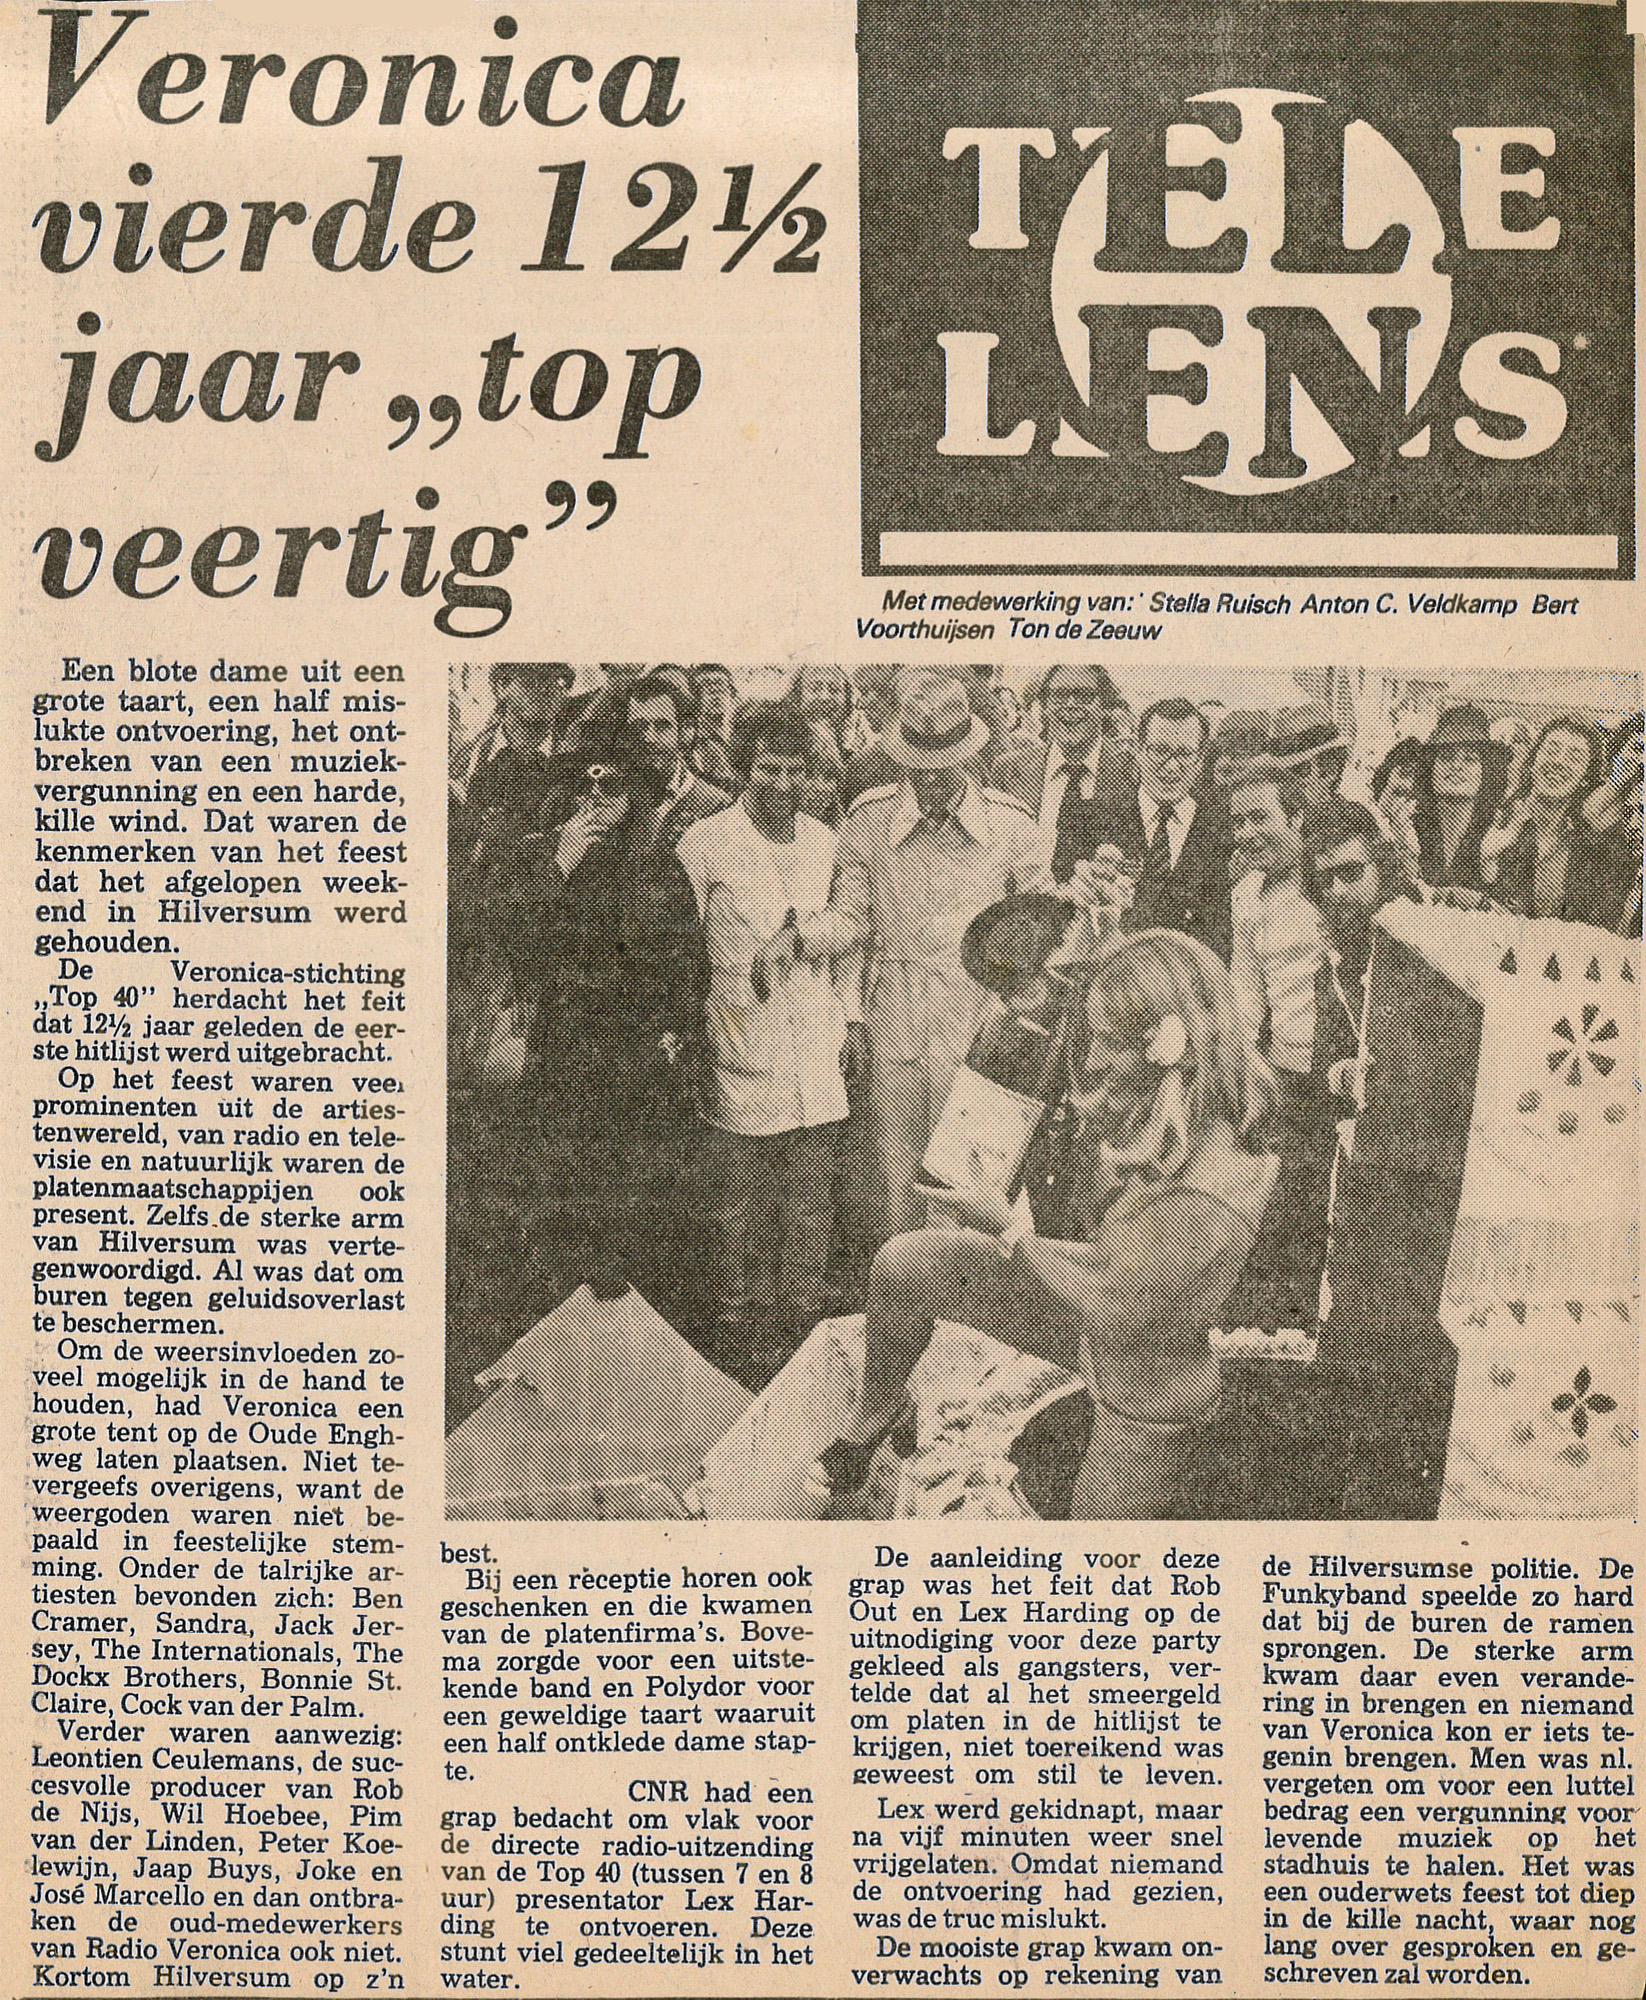 Veronica
vierde 12½
jaar „top
veertig”
TELE
LENS
Met medewerking van: Stella Ruisch Anton C. Veldkamp Bert
Voorthuijsen Ton de Zeeuw
Een blote dame uit een
grote taart, een half mis-
lukte ontvoering, het ont-
breken van een muziek-
vergunning en een harde,
kille wind. Dat waren de
kenmerken van het feest
dat het afgelopen week-
end in Hilversum werd
gehouden.
De Veronica-stichting
„Top 40” herdacht het feit
dat 12½ jaar geleden de eer-
ste hitlijst werd uitgebracht.
Op het feest waren veel
prominenten uit de arties-
tenwereld, van radio en tele-
visie en natuurlijk waren de
platenmaatschappijen ook
present. Zelfs de sterke arm
van Hilversum was verte-
genwoordigd. Al was dat om
buren tegen geluidsoverlast
te beschermen.
Om de weersinvloeden zo-
veel mogelijk in de hand te
houden, had Veronica een
grote tent op de Oude Engh-
weg laten plaatsen. Niet te-
vergeefs overigens, want de
weergoden waren niet be-
paald in feestelijke stem-
ming. Onder de talrijke ar-
tiesten bevonden zich: Ben
Cramer, Sandra, Jack Jer-
sey, The Internationals, The
Dockx Brothers, Bonnie St.
Claire, Cock van der Palm.
Verder waren aanwezig:
Leontien Ceulemans, de suc-
cesvolle producer van Rob
de Nijs, Wil Hoebee, Pim
van der Linden, Peter Koe-
lewijn, Jaap Buys, Joke en
José Marcello en dan ontbra-
ken de oud-medewerkers
van Radio Veronica ook niet.
Kortom Hilversum op z’n
best.
Bij een receptie horen ook
geschenken en die kwamen
van de platenfirma’s. Bove-
ma zorgde voor een uitste-
kende band en Polydor voor
een geweldige taart waaruit
een half ontklede dame stap-
te.
CNR had een
grap bedacht om vlak voor
de directe radio-uitzending
van de Top 40 (tussen 7 en 8
uur) presentator Lex Har-
ding te ontvoeren. Deze
stunt viel gedeeltelijk in het
water.
De aanleiding voor deze
grap was het feit dat Rob
Out en Lex Harding op de
uitnodiging voor deze party
gekleed als gangsters, ver-
telde dat al het smeergeld
om platen in de hitlijst te
krijgen, niet toereikend was
geweest om stil te leven.
Lex werd gekidnapt, maar
na vijf minuten weer snel
vrijgelaten. Omdat niemand
de ontvoering had gezien,
was de truc mislukt.
De mooiste grap kwam on-
verwachts op rekening van
de Hilversumse politie. De
Funkyband speelde zo hard
dat bij de buren de ramen
sprongen. De sterke arm
kwam daar even verande-
ring in brengen en niemand
van Veronica kon er iets te-
genin brengen. Men was nl.
vergeten om voor een luttel
bedrag een vergunning voor
levende muziek op het
stadhuis te halen. Het was
een ouderwets feest tot diep
in de kille nacht, waar nog
lang over gesproken en ge-
schreven zal worden.